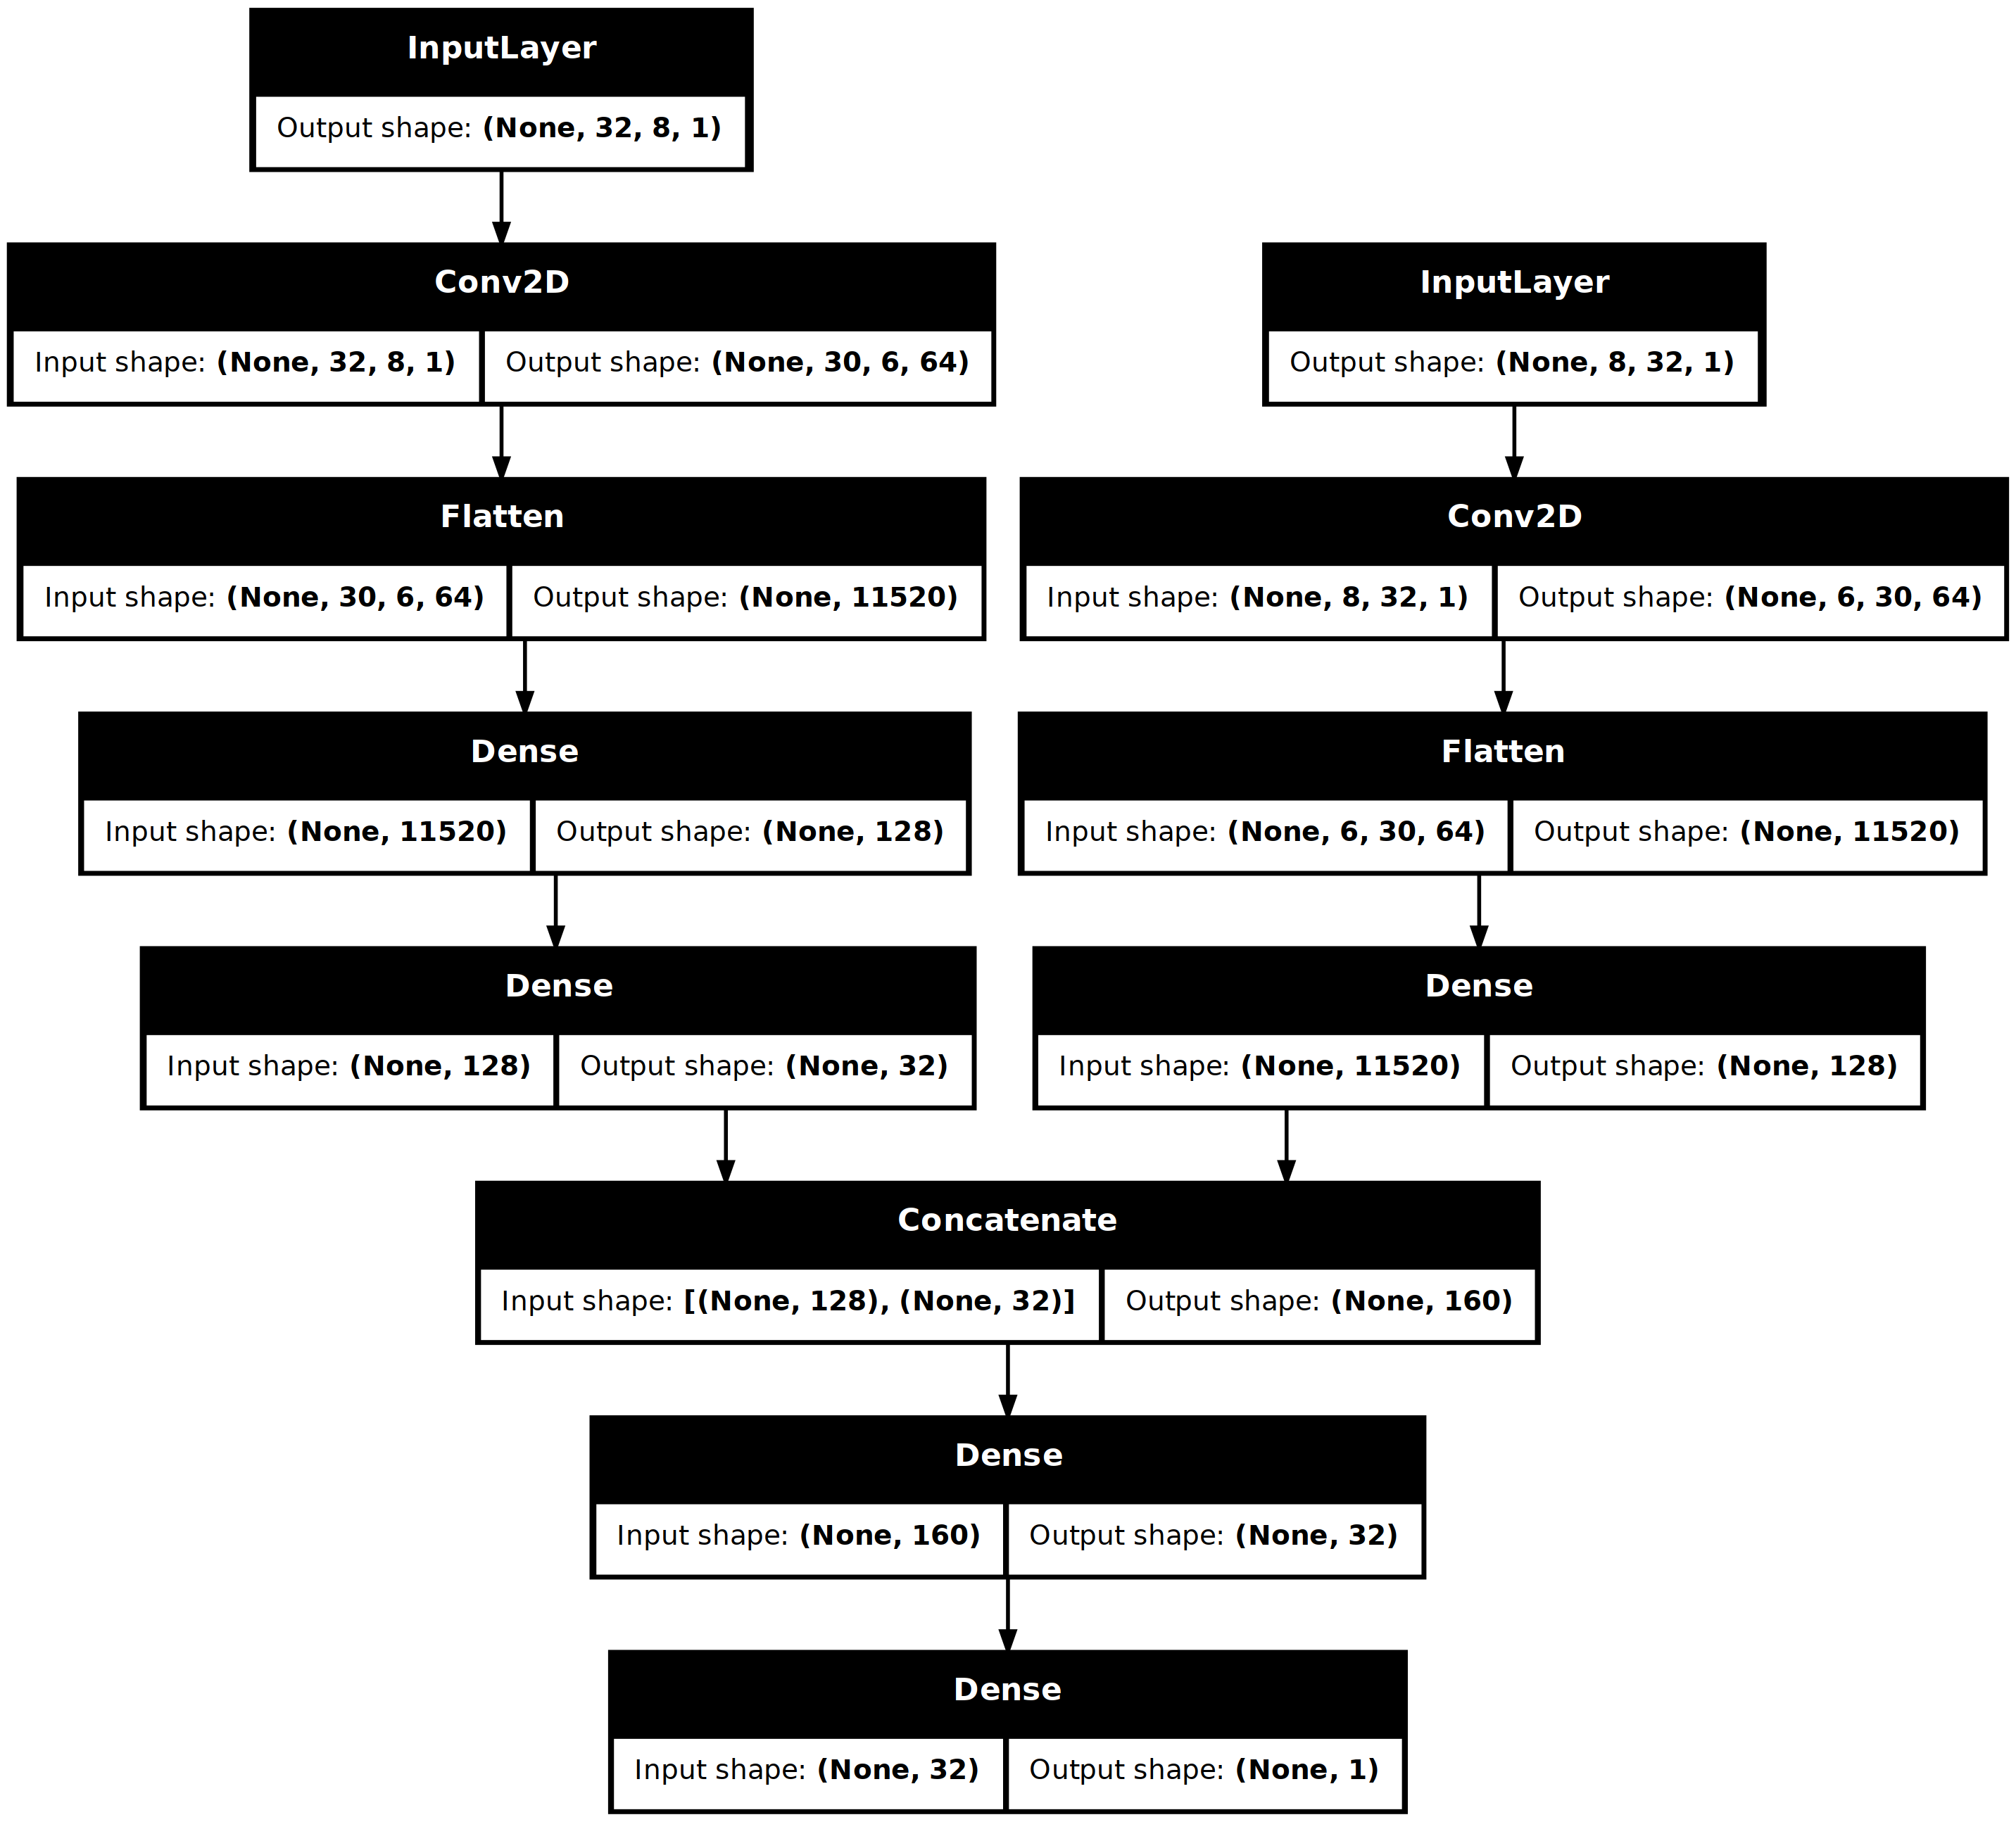 InputLayer
Output shape: (None, 32, 8, 1)
Conv2D
Input shape: (None, 32, 8, 1) Output shape: (None, 30, 6, 64)
InputLayer
Output shape: (None, 8, 32, 1)
Flatten
Input shape: (None, 30, 6, 64) Output shape: (None, 11520)
Conv2D
Input shape: (None, 8, 32, 1) Output shape: (None, 6, 30, 64)
Dense
Input shape: (None, 11520) Output shape: (None, 128)
Flatten
Input shape: (None, 6, 30, 64) Output shape: (None, 11520)
Dense
Input shape: (None, 128) Output shape: (None, 32)
Dense
Input shape: (None, 11520) Output shape: (None, 128)
Concatenate
Input shape: [(None, 128), (None, 32)] Output shape: (None, 160)
Dense
Input shape: (None, 160) Output shape: (None, 32)
Dense
Input shape: (None, 32) Output shape: (None, 1)